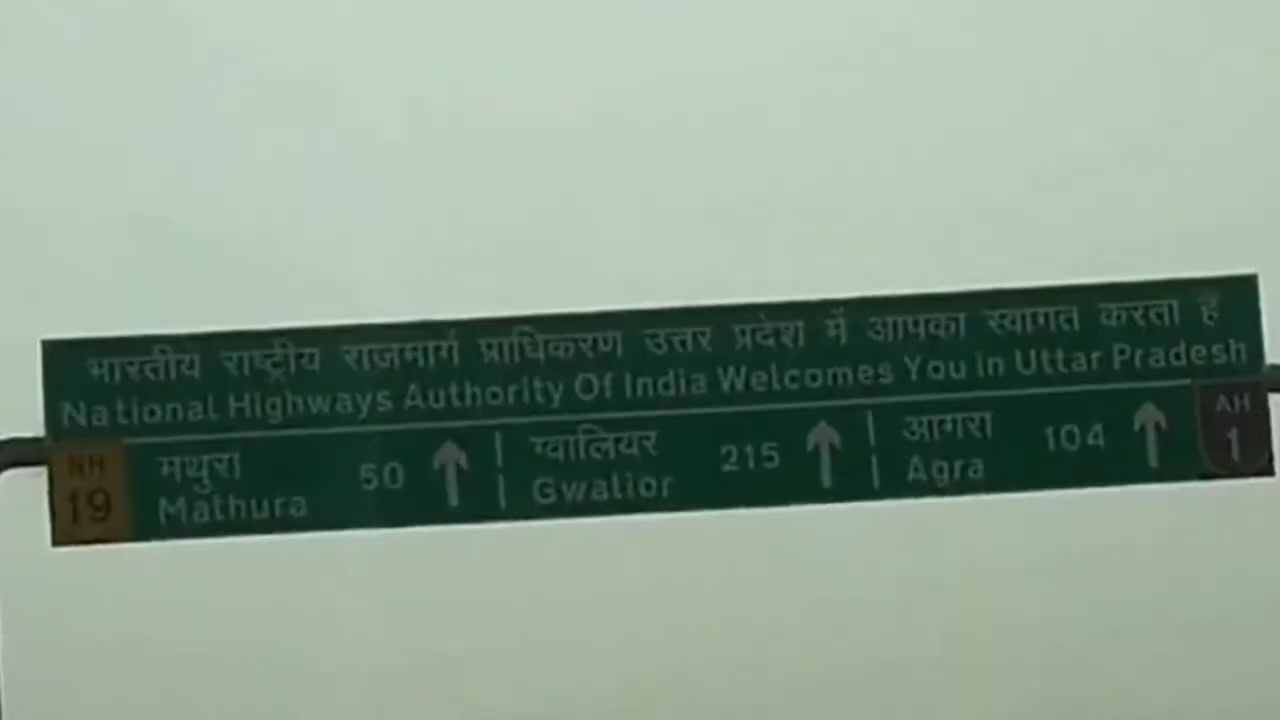 भारतीय राष्ट्रीय राजमार्ग प्राधिकरण उत्तर प्रदेश में आपका स्वागत करता है
National Highways Authority Of India Welcomes You in Uttar Pradesh
NH
19
मथुरा
Mathura
50
ग्वालियर
Gwalior
215
आगरा
Agra
104
AH
1